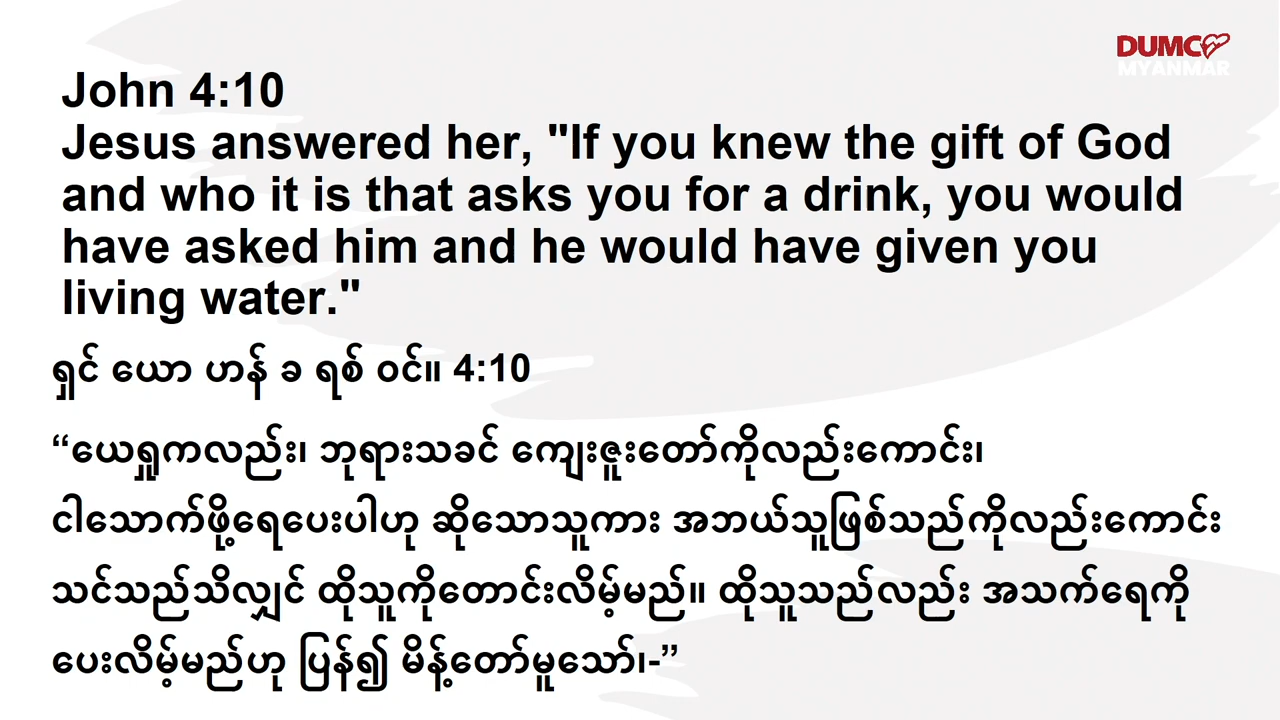 DUMC
MYANMAR
John 4:10
Jesus answered her, "If you knew the gift of God
and who it is that asks you for a drink, you would
have asked him and he would have given you
living water."
ရှင် ယော ဟန် ခ ရစ် ဝင်။ 4:10
“ယေရှုကလည်း၊ ဘုရားသခင် ကျေးဇူးတော်ကိုလည်းကောင်း၊
ငါသောက်ဖို့ရေပေးပါဟု ဆိုသောသူကား အဘယ်သူဖြစ်သည်ကိုလည်းကောင်း
သင်သည်သိလျှင် ထိုသူကိုတောင်းလိမ့်မည်။ ထိုသူသည်လည်း အသက်ရေကို
ပေးလိမ့်မည်ဟု ပြန်၍ မိန့်တော်မူသော်၊-”